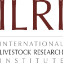 ILRI
INTERNATIONAL
LIVESTOCK RESEARCH
INSTITUTE